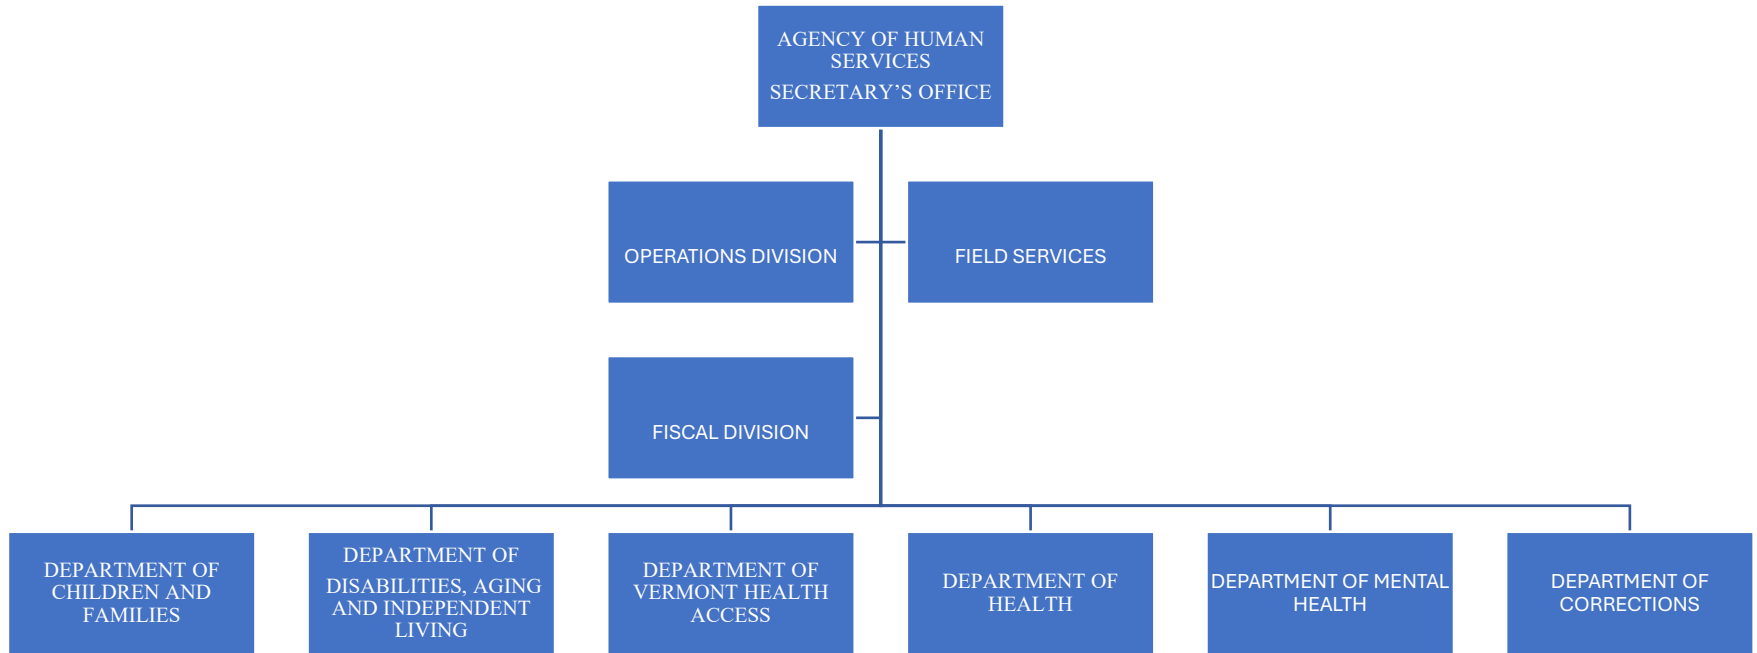 AGENCY OF HUMAN
SERVICES
SECRETARY’S OFFICE
OPERATIONS DIVISION
FIELD SERVICES
FISCAL DIVISION
DEPARTMENT OF
CHILDREN AND
FAMILIES
DEPARTMENT OF
DISABILITIES, AGING
AND INDEPENDENT
LIVING
DEPARTMENT OF
VERMONT HEALTH
ACCESS
DEPARTMENT OF
HEALTH
DEPARTMENT OF MENTAL
HEALTH
DEPARTMENT OF
CORRECTIONS